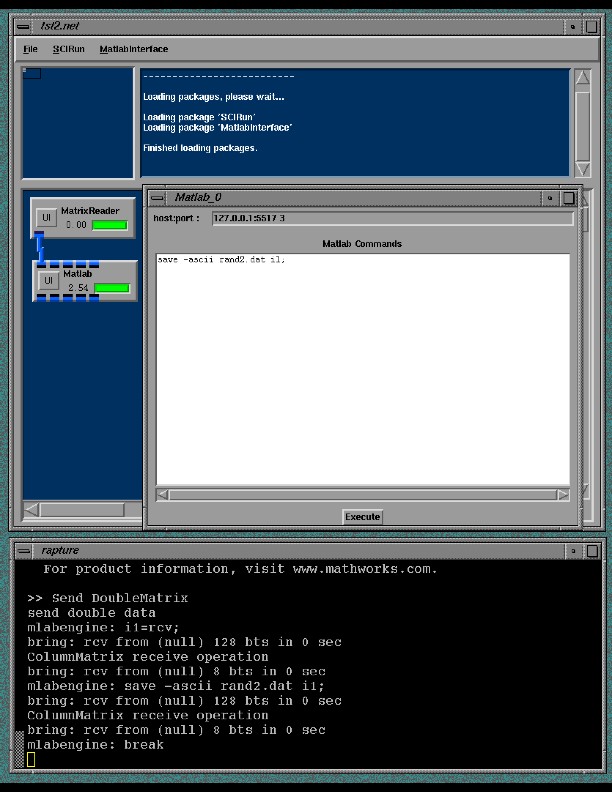 tst2.net
File SCIRun MatlabInterface
--------------------------
Loading packages, please wait...
Loading package 'SCIRun'
Loading package 'MatlabInterface'
Finished loading packages.
UI MatrixReader
0.00
UI Matlab
2.54
Matlab_0
host:port : 127.0.0.1:5517 3
Matlab Commands
save -ascii rand2.dat i1;
Execute
rapture
For product information, visit www.mathworks.com.
>> Send DoubleMatrix
send double data
mlabengine: i1=rcv;
bring: rcv from (null) 128 bts in 0 sec
ColumnMatrix receive operation
bring: rcv from (null) 8 bts in 0 sec
mlabengine: save -ascii rand2.dat i1;
bring: rcv from (null) 128 bts in 0 sec
ColumnMatrix receive operation
bring: rcv from (null) 8 bts in 0 sec
mlabengine: break